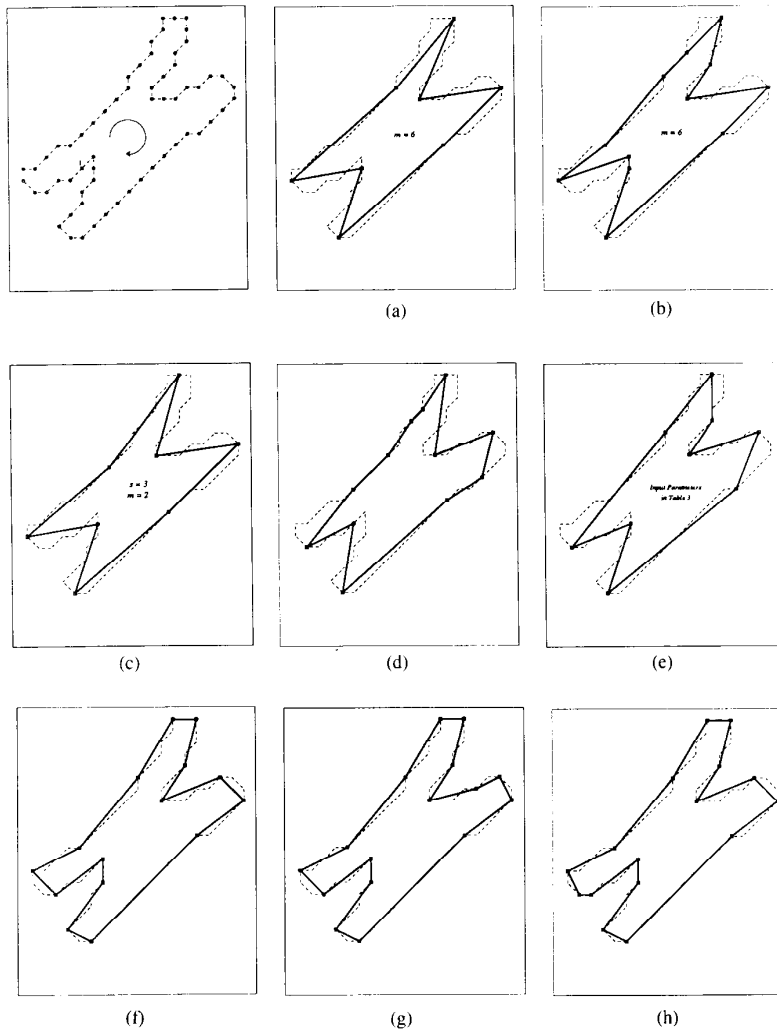 m = 6
m = 6
(a)
(b)
s = 3
m = 2
Input Parameters
in Table 3
(c)
(d)
(e)
(f)
(g)
(h)